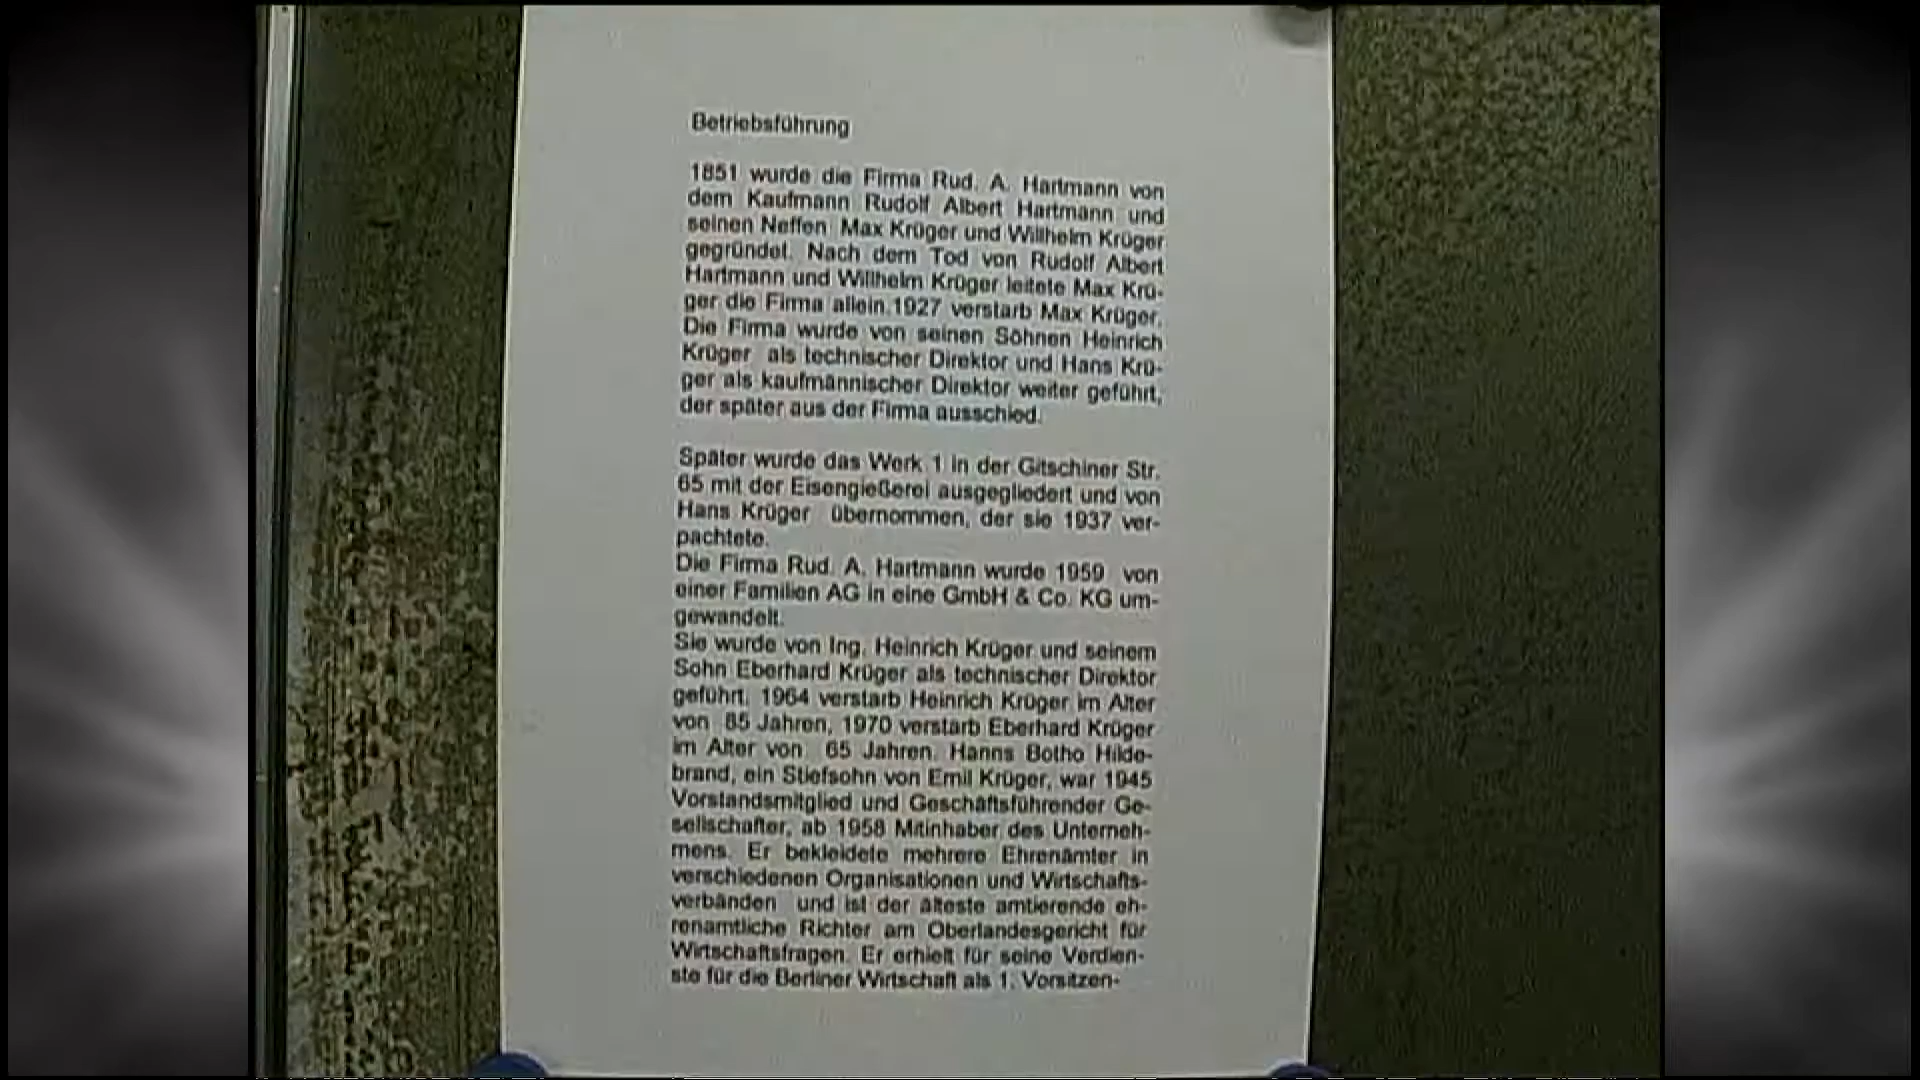 Betriebsführung
1851 wurde die Firma Rud. A. Hartmann von
dem Kaufmann Rudolf Albert Hartmann und
seinen Neffen Max Krüger und Willhelm Krüger
gegründet. Nach dem Tod von Rudolf Albert
Hartmann und Willhelm Krüger leitete Max Krü-
ger die Firma allein.1927 verstarb Max Krüger.
Die Firma wurde von seinen Söhnen Heinrich
Krüger als technischer Direktor und Hans Krü-
ger als kaufmännischer Direktor weiter geführt,
der später aus der Firma ausschied.
Später wurde das Werk 1 in der Gitschiner Str.
65 mit der Eisengießerei ausgegliedert und von
Hans Krüger übernommen, der sie 1937 ver-
pachtete.
Die Firma Rud. A. Hartmann wurde 1959 von
einer Familien AG in eine GmbH & Co. KG um-
gewandelt.
Sie wurde von Ing. Heinrich Krüger und seinem
Sohn Eberhard Krüger als technischer Direktor
geführt. 1964 verstarb Heinrich Krüger im Alter
von 85 Jahren, 1970 verstarb Eberhard Krüger
im Alter von 65 Jahren. Hanns Botho Hilde-
brand, ein Stiefsohn von Emil Krüger, war 1945
Vorstandsmitglied und Geschäftsführender Ge-
sellschafter, ab 1958 Mitinhaber des Unterneh-
mens. Er bekleidete mehrere Ehrenämter in
verschiedenen Organisationen und Wirtschafts-
verbänden und ist der älteste amtierende eh-
renamtliche Richter am Oberlandesgericht für
Wirtschaftsfragen. Er erhielt für seine Verdien-
ste für die Berliner Wirtschaft als 1. Vorsitzen-